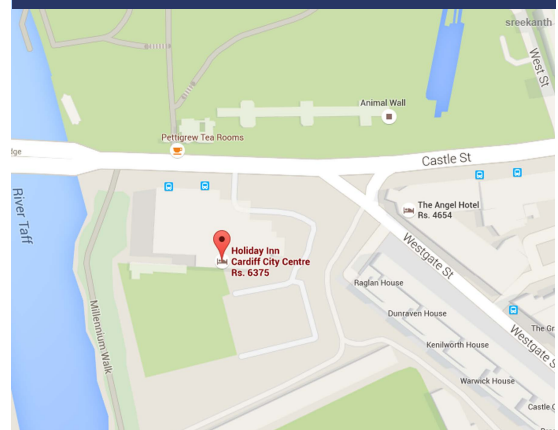 sreekanth
West St
Animal Wall
Pettigrew Tea Rooms
dge
Castle St
River Taff
The Angel Hotel
Rs. 4654
Holiday Inn
Cardiff City Centre
Rs. 6375
Westgate St
Raglan House
Dunraven House
Millennium Walk
The Gr
Westgate S
Kenilworth House
Warwick House
Castle C